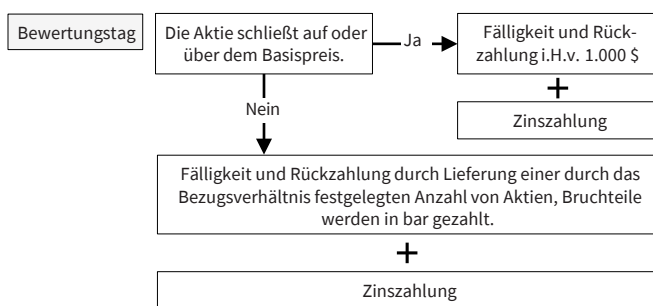 Bewertungstag
Die Aktie schließt auf oder
über dem Basispreis.
Ja
Fälligkeit und Rück-
zahlung i.H.v. 1.000 $
+
Zinszahlung
Nein
Fälligkeit und Rückzahlung durch Lieferung einer durch das
Bezugsverhältnis festgelegten Anzahl von Aktien, Bruchteile
werden in bar gezahlt.
+
Zinszahlung